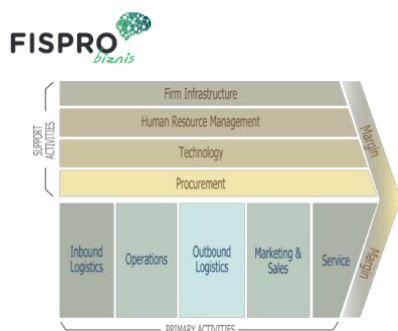 FISPRO
biznis
Firm Infrastructure
Human Resource Management
Technology
Procurement
SUPPORT
ACTIVITIES
Margin
Inbound
Logistics
Operations
Outbound
Logistics
Marketing &
Sales
Service
Margin
PRIMARY ACTIVITIES